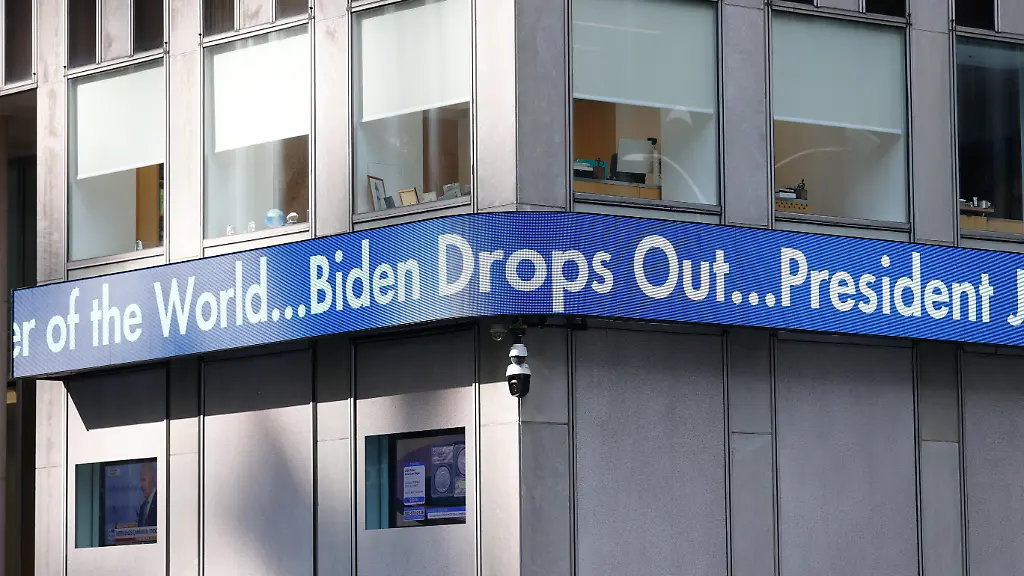 er of the World...Biden Drops Out...President J